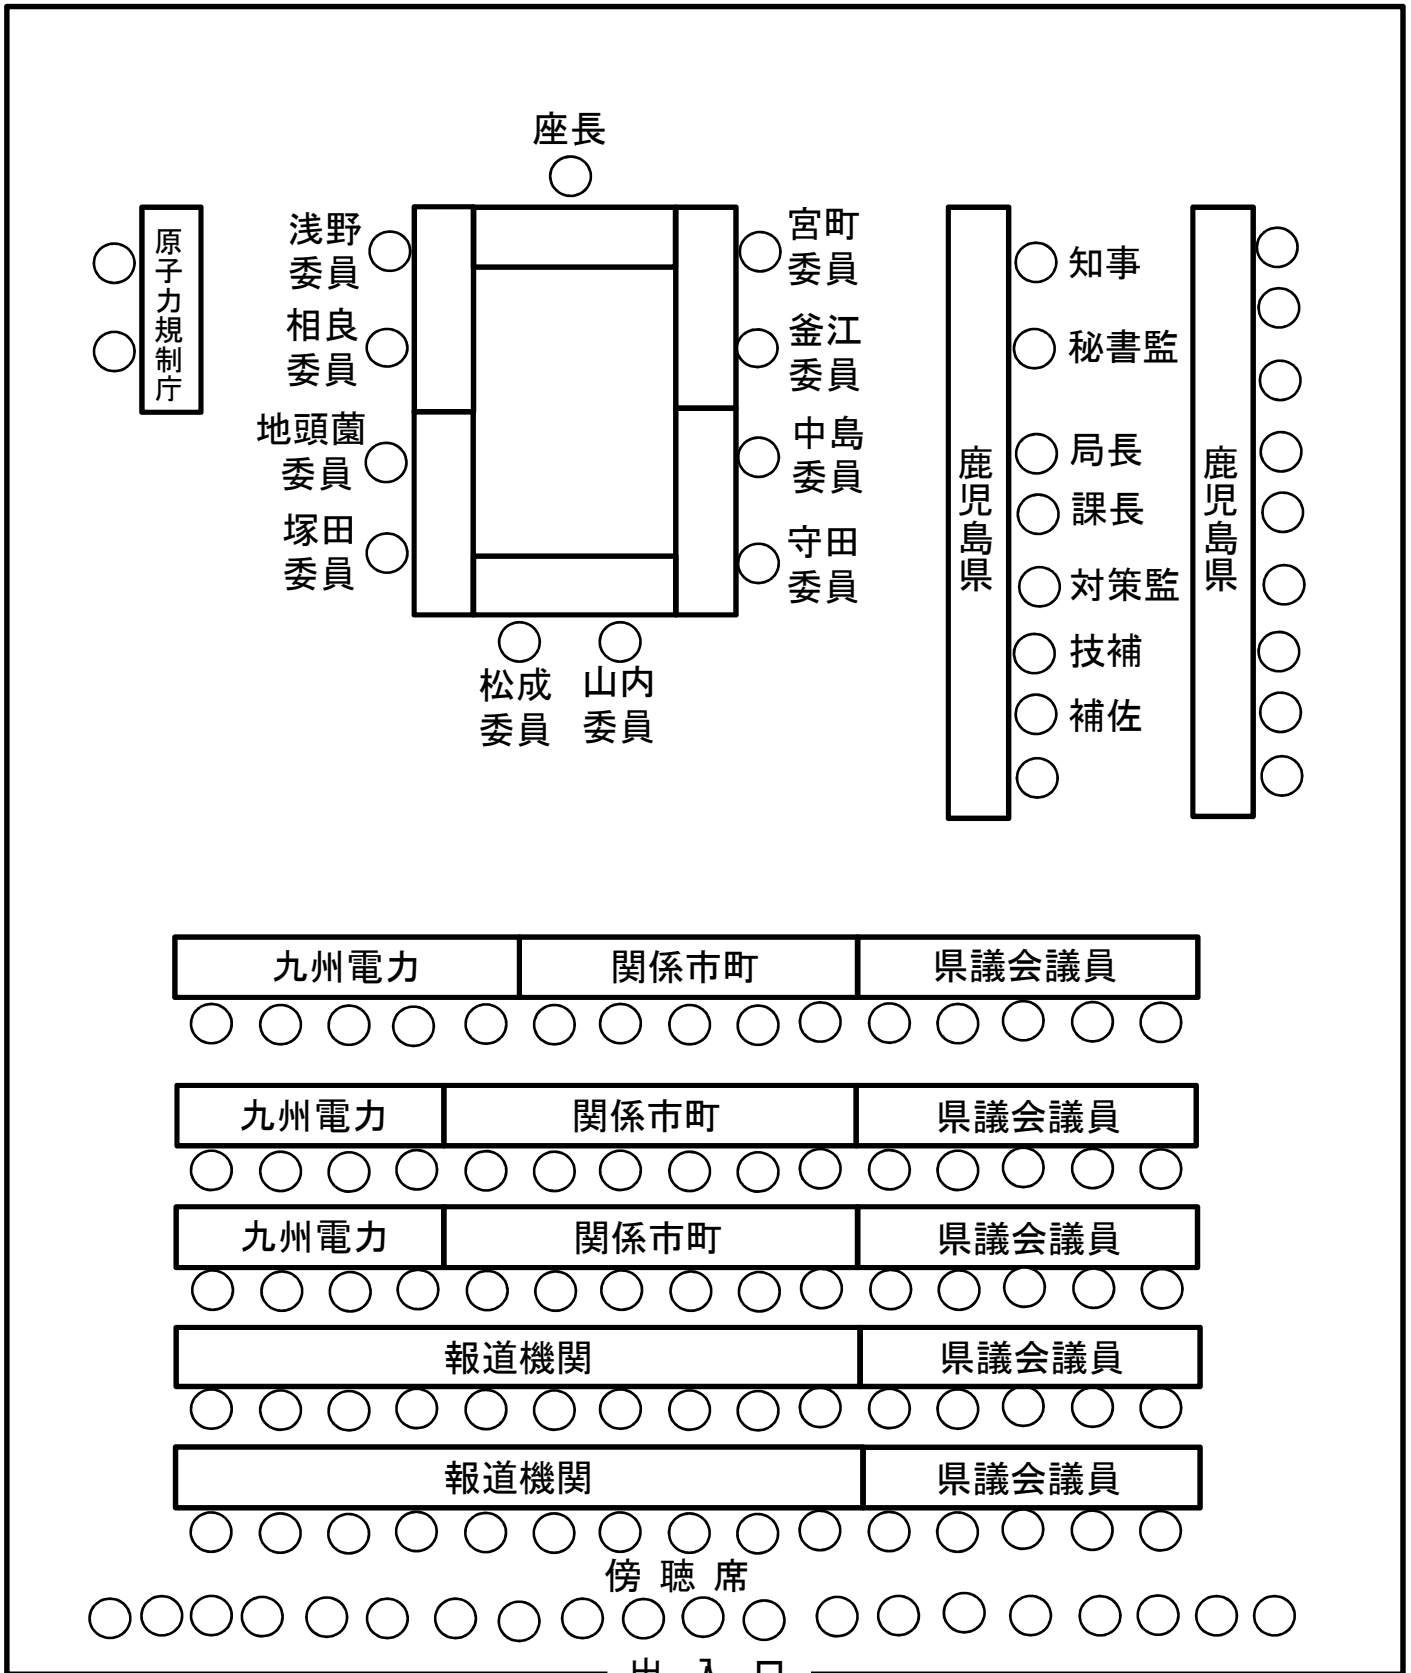 座長
浅野
委員
相良
委員
地頭薗
委員
塚田
委員
宮町
委員
釜江
委員
中島
委員
守田
委員
松成
委員
山内
委員
原子力規制庁
鹿児島県
知事
秘書監
局長
課長
対策監
技補
補佐
鹿児島県
九州電力
関係市町
県議会議員
九州電力
関係市町
県議会議員
九州電力
関係市町
県議会議員
報道機関
県議会議員
報道機関
県議会議員
傍 聴 席
出 入 口